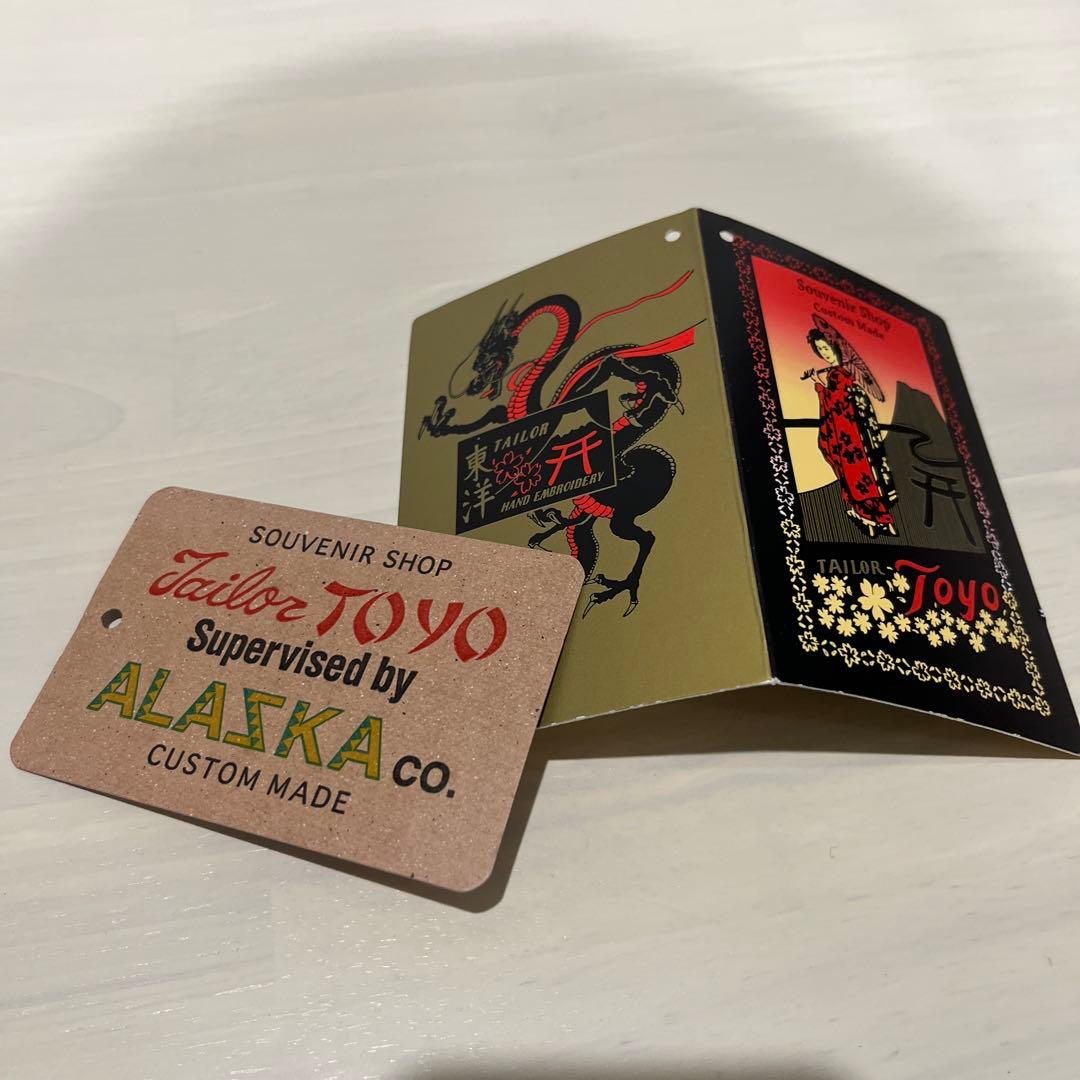 SOUVENIR SHOP
Tailor TOYO
Supervised by
ALASKA CO.
CUSTOM MADE
TAILOR
東洋
HAND EMBROIDERY
Souvenir Shop
Custom Made
TAILOR Toyo